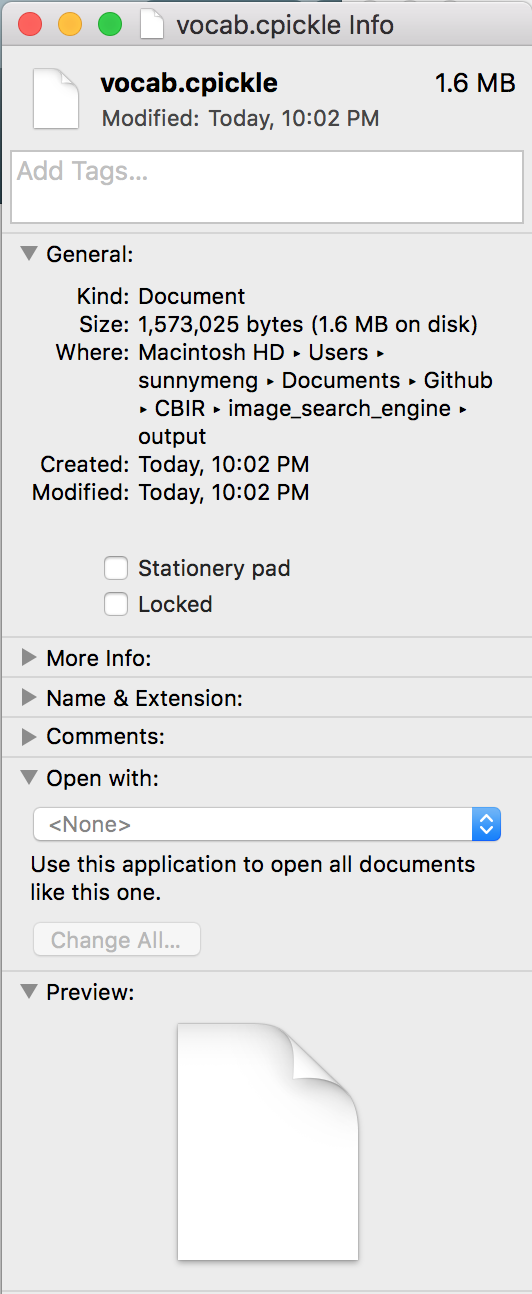 vocab.cpickle Info
vocab.cpickle 1.6 MB
Modified: Today, 10:02 PM
Add Tags...
General:
Kind: Document
Size: 1,573,025 bytes (1.6 MB on disk)
Where: Macintosh HD ▸ Users ▸
sunnymeng ▸ Documents ▸ Github
▸ CBIR ▸ image_search_engine ▸
output
Created: Today, 10:02 PM
Modified: Today, 10:02 PM
Stationery pad
Locked
More Info:
Name & Extension:
Comments:
Open with:
<None>
Use this application to open all documents
like this one.
Change All...
Preview: